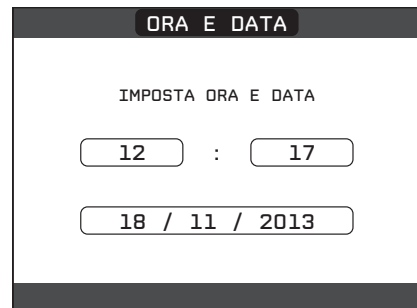 ORA E DATA
IMPOSTA ORA E DATA
12 : 17
18 / 11 / 2013